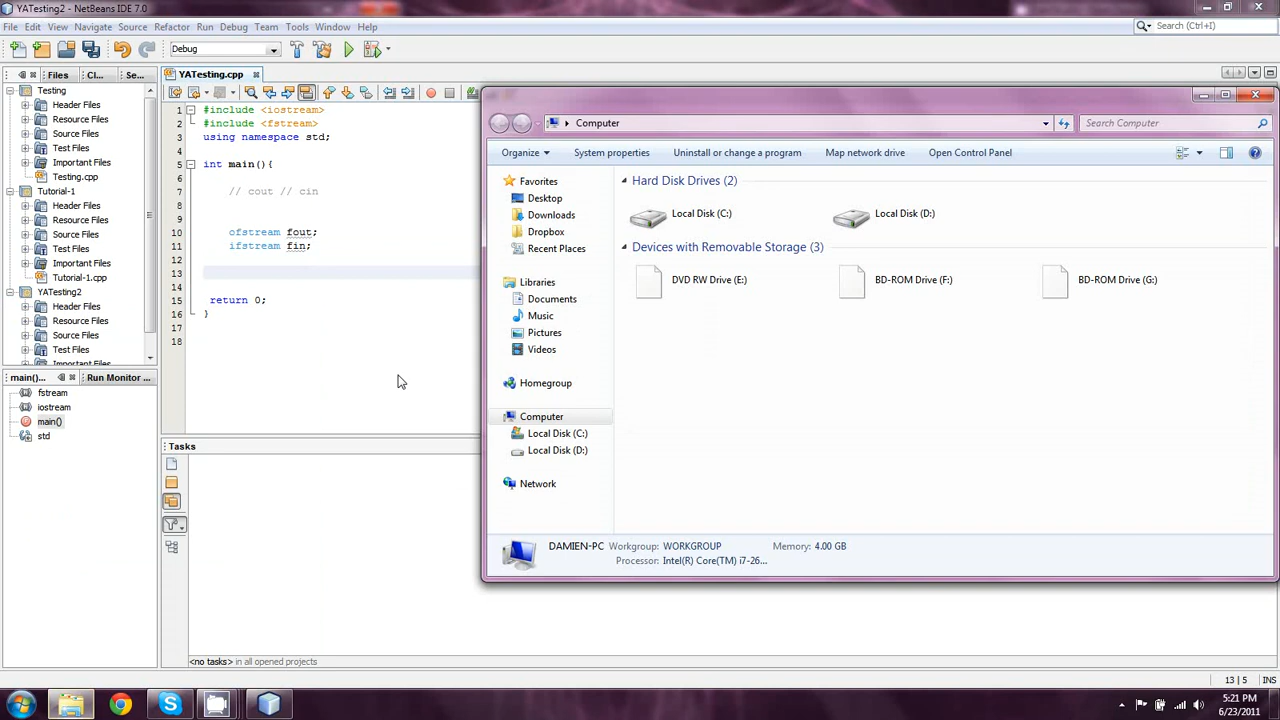 YATesting2 - NetBeans IDE 7.0
File Edit View Navigate Source Refactor Run Debug Team Tools Window Help
Search (Ctrl+I)
Debug
Files Cl... Se...
YATesting.cpp
Testing
Header Files
Resource Files
Source Files
Test Files
Important Files
Testing.cpp
Tutorial-1
Header Files
Resource Files
Source Files
Test Files
Important Files
Tutorial-1.cpp
YATesting2
Header Files
Resource Files
Source Files
Test Files
Important Files
1 #include <iostream>
2 #include <fstream>
3 using namespace std;
4
5 int main(){
6
7 // cout // cin
8
9
10 ofstream fout;
11 ifstream fin;
12
13
14
15 return 0;
16 }
17
18
main()... Run Monitor ...
fstream
iostream
main()
std
Tasks
<no tasks> in all opened projects
Computer
Search Computer
Organize System properties Uninstall or change a program Map network drive Open Control Panel
Favorites
Desktop
Downloads
Dropbox
Recent Places
Libraries
Documents
Music
Pictures
Videos
Homegroup
Computer
Local Disk (C:)
Local Disk (D:)
Network
Hard Disk Drives (2)
Local Disk (C:) Local Disk (D:)
Devices with Removable Storage (3)
DVD RW Drive (E:) BD-ROM Drive (F:) BD-ROM Drive (G:)
DAMIEN-PC Workgroup: WORKGROUP Memory: 4.00 GB
Processor: Intel(R) Core(TM) i7-26...
13 | 5 INS
5:21 PM
6/23/2011